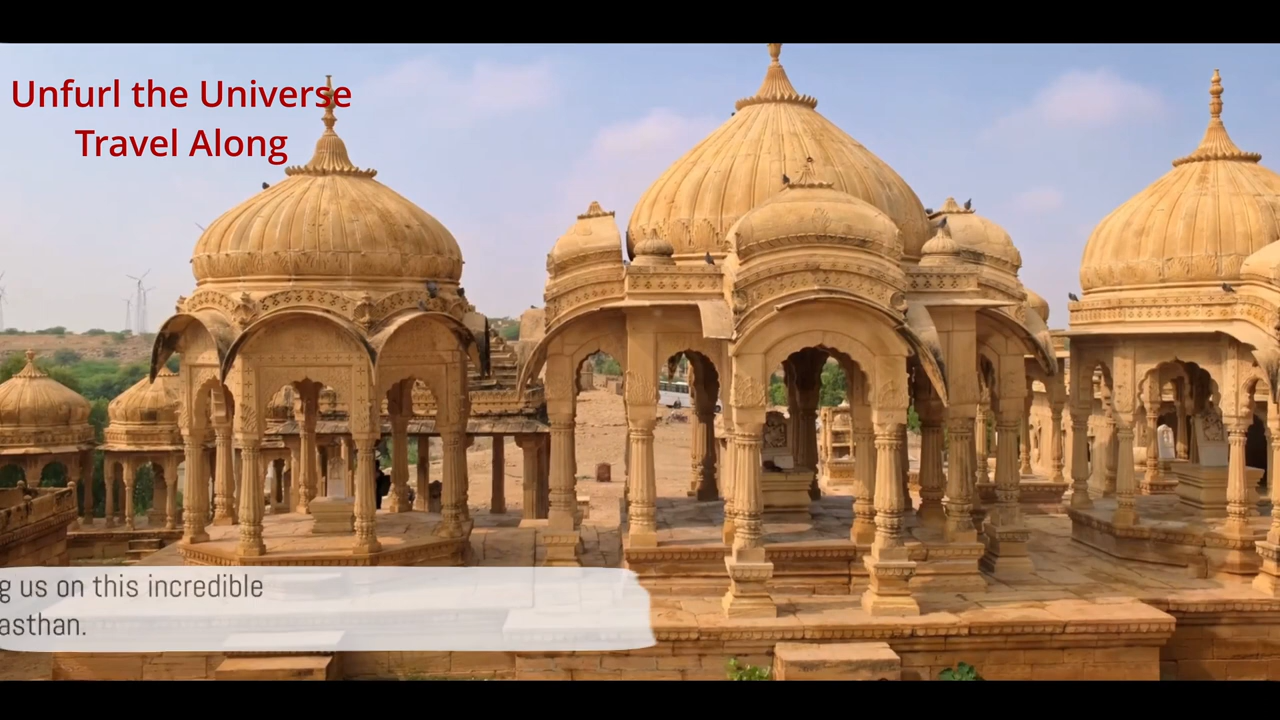 Unfurl the Universe
Travel Along
g us on this incredible
asthan.